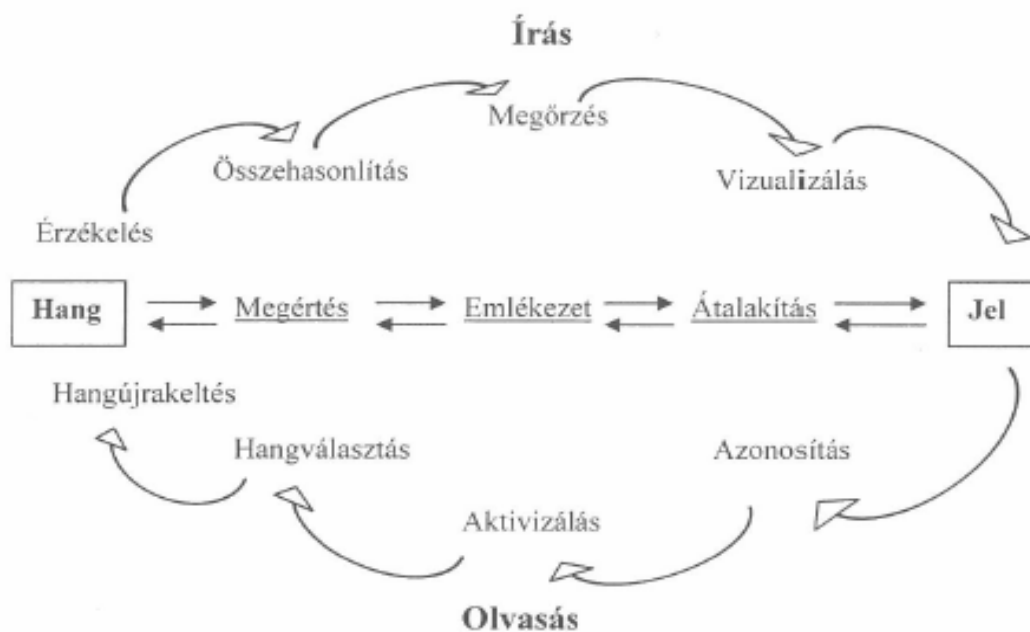 Írás
Megőrzés
Összehasonlítás
Vizualizálás
Érzékelés
Hang Megértés Emlékezet Átalakítás Jel
Hangújrakeltés
Hangválasztás
Azonosítás
Aktivizálás
Olvasás